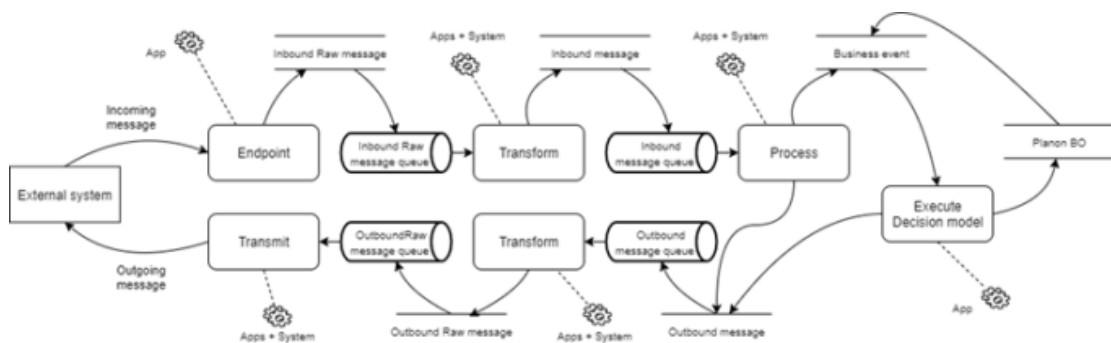 App
Inbound Raw message
Apps + System
Inbound message
Apps + System
Business event
Incoming
message
Endpoint
Inbound Raw
message queue
Transform
Inbound
message queue
Process
Planon BO
External system
Execute
Decision model
Transmit
OutboundRaw
message queue
Transform
Outbound
message queue
Outgoing
message
Apps + System
Outbound Raw message
Apps + System
Outbound message
App